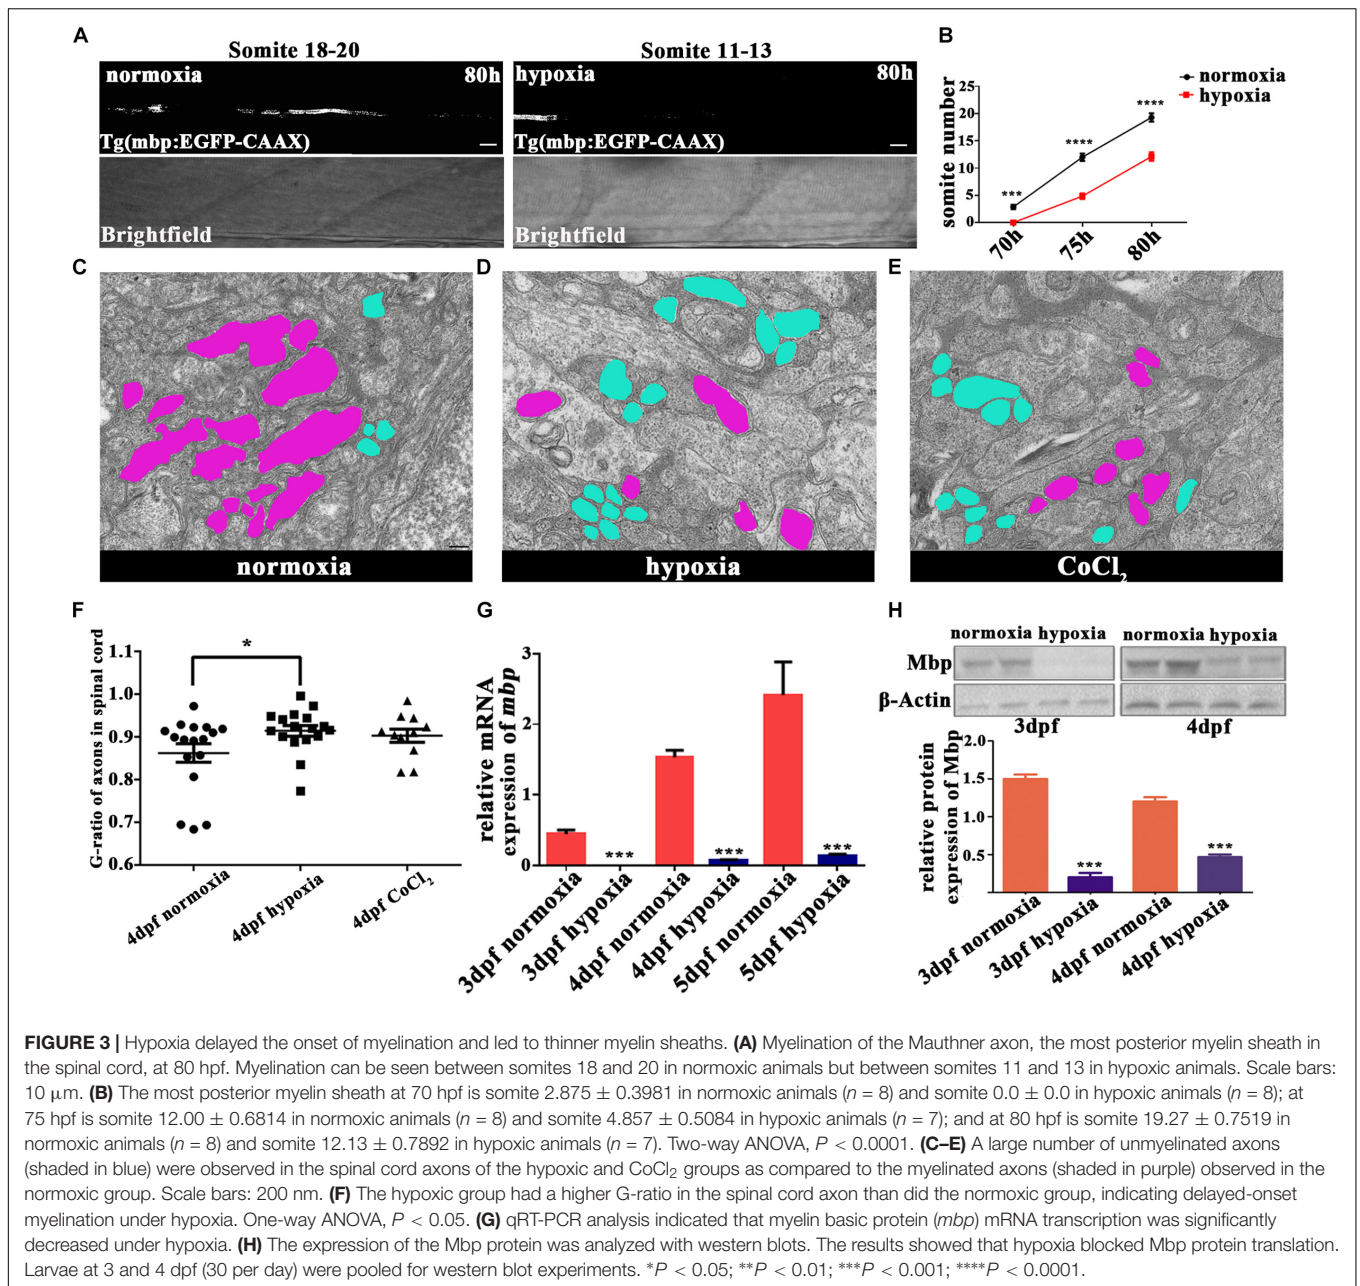 A
Somite 18-20
Somite 11-13
normoxia
80h
Tg(mbp:EGFP-CAAX)
Brightfield
hypoxia
80h
Tg(mbp:EGFP-CAAX)
Brightfield
B
normoxia
hypoxia
somite number
25
20
15
10
5
0
***
****
****
70h
75h
80h
C
normoxia
D
hypoxia
E
CoCl2
F
G-ratio of axons in spinal cord
1.1
1.0
0.9
0.8
0.7
0.6
*
4dpf normoxia
4dpf hypoxia
4dpf CoCl2
G
relative mRNA
expression of mbp
3
2
1
0
***
***
***
3dpf normoxia
3dpf hypoxia
4dpf normoxia
4dpf hypoxia
5dpf normoxia
5dpf hypoxia
H
normoxia hypoxia
normoxia hypoxia
Mbp
β-Actin
3dpf
4dpf
relative protein
expression of Mbp
1.5
1.0
0.5
***
***
3dpf normoxia
3dpf hypoxia
4dpf normoxia
4dpf hypoxia
FIGURE 3 | Hypoxia delayed the onset of myelination and led to thinner myelin sheaths. (A) Myelination of the Mauthner axon, the most posterior myelin sheath in
the spinal cord, at 80 hpf. Myelination can be seen between somites 18 and 20 in normoxic animals but between somites 11 and 13 in hypoxic animals. Scale bars:
10 μm. (B) The most posterior myelin sheath at 70 hpf is somite 2.875 ± 0.3981 in normoxic animals (n = 8) and somite 0.0 ± 0.0 in hypoxic animals (n = 8); at
75 hpf is somite 12.00 ± 0.6814 in normoxic animals (n = 8) and somite 4.857 ± 0.5084 in hypoxic animals (n = 7); and at 80 hpf is somite 19.27 ± 0.7519 in
normoxic animals (n = 8) and somite 12.13 ± 0.7892 in hypoxic animals (n = 7). Two-way ANOVA, P < 0.0001. (C–E) A large number of unmyelinated axons
(shaded in blue) were observed in the spinal cord axons of the hypoxic and CoCl2 groups as compared to the myelinated axons (shaded in purple) observed in the
normoxic group. Scale bars: 200 nm. (F) The hypoxic group had a higher G-ratio in the spinal cord axon than did the normoxic group, indicating delayed-onset
myelination under hypoxia. One-way ANOVA, P < 0.05. (G) qRT-PCR analysis indicated that myelin basic protein (mbp) mRNA transcription was significantly
decreased under hypoxia. (H) The expression of the Mbp protein was analyzed with western blots. The results showed that hypoxia blocked Mbp protein translation.
Larvae at 3 and 4 dpf (30 per day) were pooled for western blot experiments. *P < 0.05; **P < 0.01; ***P < 0.001; ****P < 0.0001.